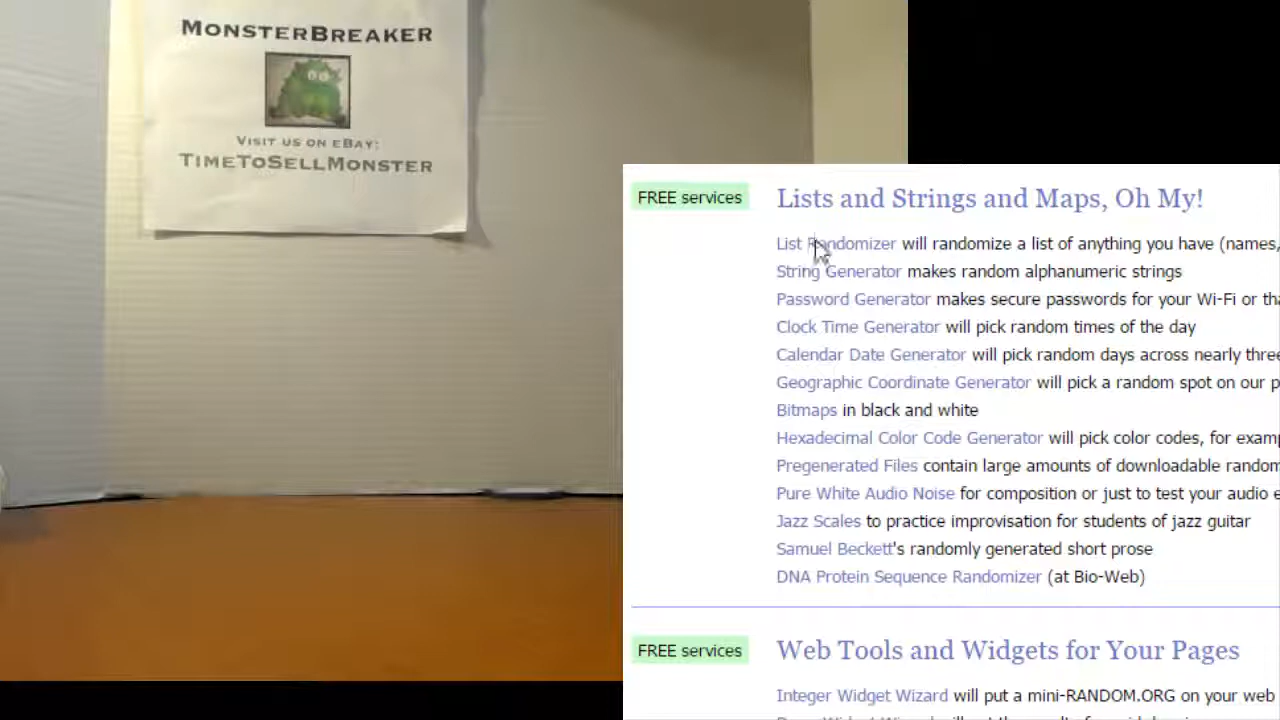 MONSTERBREAKER
VISIT US ON EBAY:
TIMETOSELLMONSTER
FREE services
Lists and Strings and Maps, Oh My!
List Randomizer will randomize a list of anything you have (names,
String Generator makes random alphanumeric strings
Password Generator makes secure passwords for your Wi-Fi or
Clock Time Generator will pick random times of the day
Calendar Date Generator will pick random days across nearly three
Geographic Coordinate Generator will pick a random spot on our
Bitmaps in black and white
Hexadecimal Color Code Generator will pick color codes, for
Pregenerated Files contain large amounts of downloadable random
Pure White Audio Noise for composition or just to test your audio
Jazz Scales to practice improvisation for students of jazz guitar
Samuel Beckett's randomly generated short prose
DNA Protein Sequence Randomizer (at Bio-Web)
FREE services
Web Tools and Widgets for Your Pages
Integer Widget Wizard will put a mini-RANDOM.ORG on your web